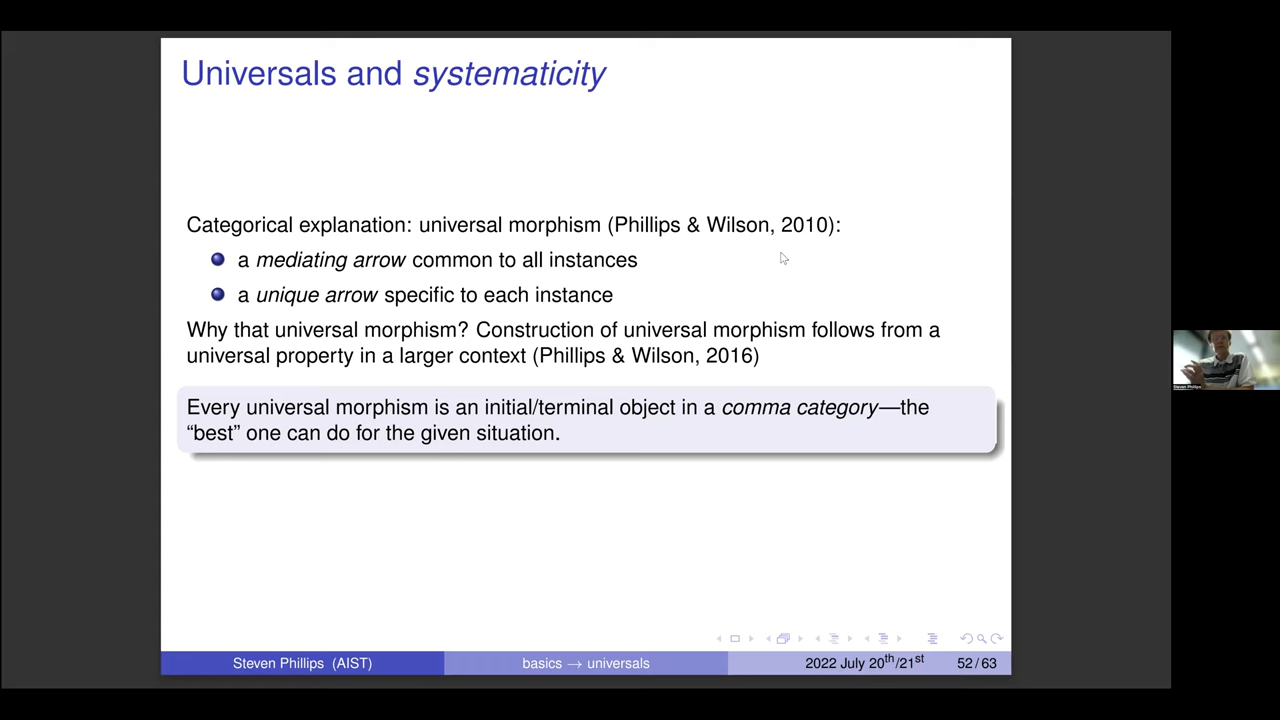 Universals and systematicity
Categorical explanation: universal morphism (Phillips & Wilson, 2010):
a mediating arrow common to all instances
a unique arrow specific to each instance
Why that universal morphism? Construction of universal morphism follows from a
universal property in a larger context (Phillips & Wilson, 2016)
Every universal morphism is an initial/terminal object in a comma category—the
“best” one can do for the given situation.
Steven Phillips (AIST)
basics → universals
2022 July 20th/21st
52/63
Steven Phillips